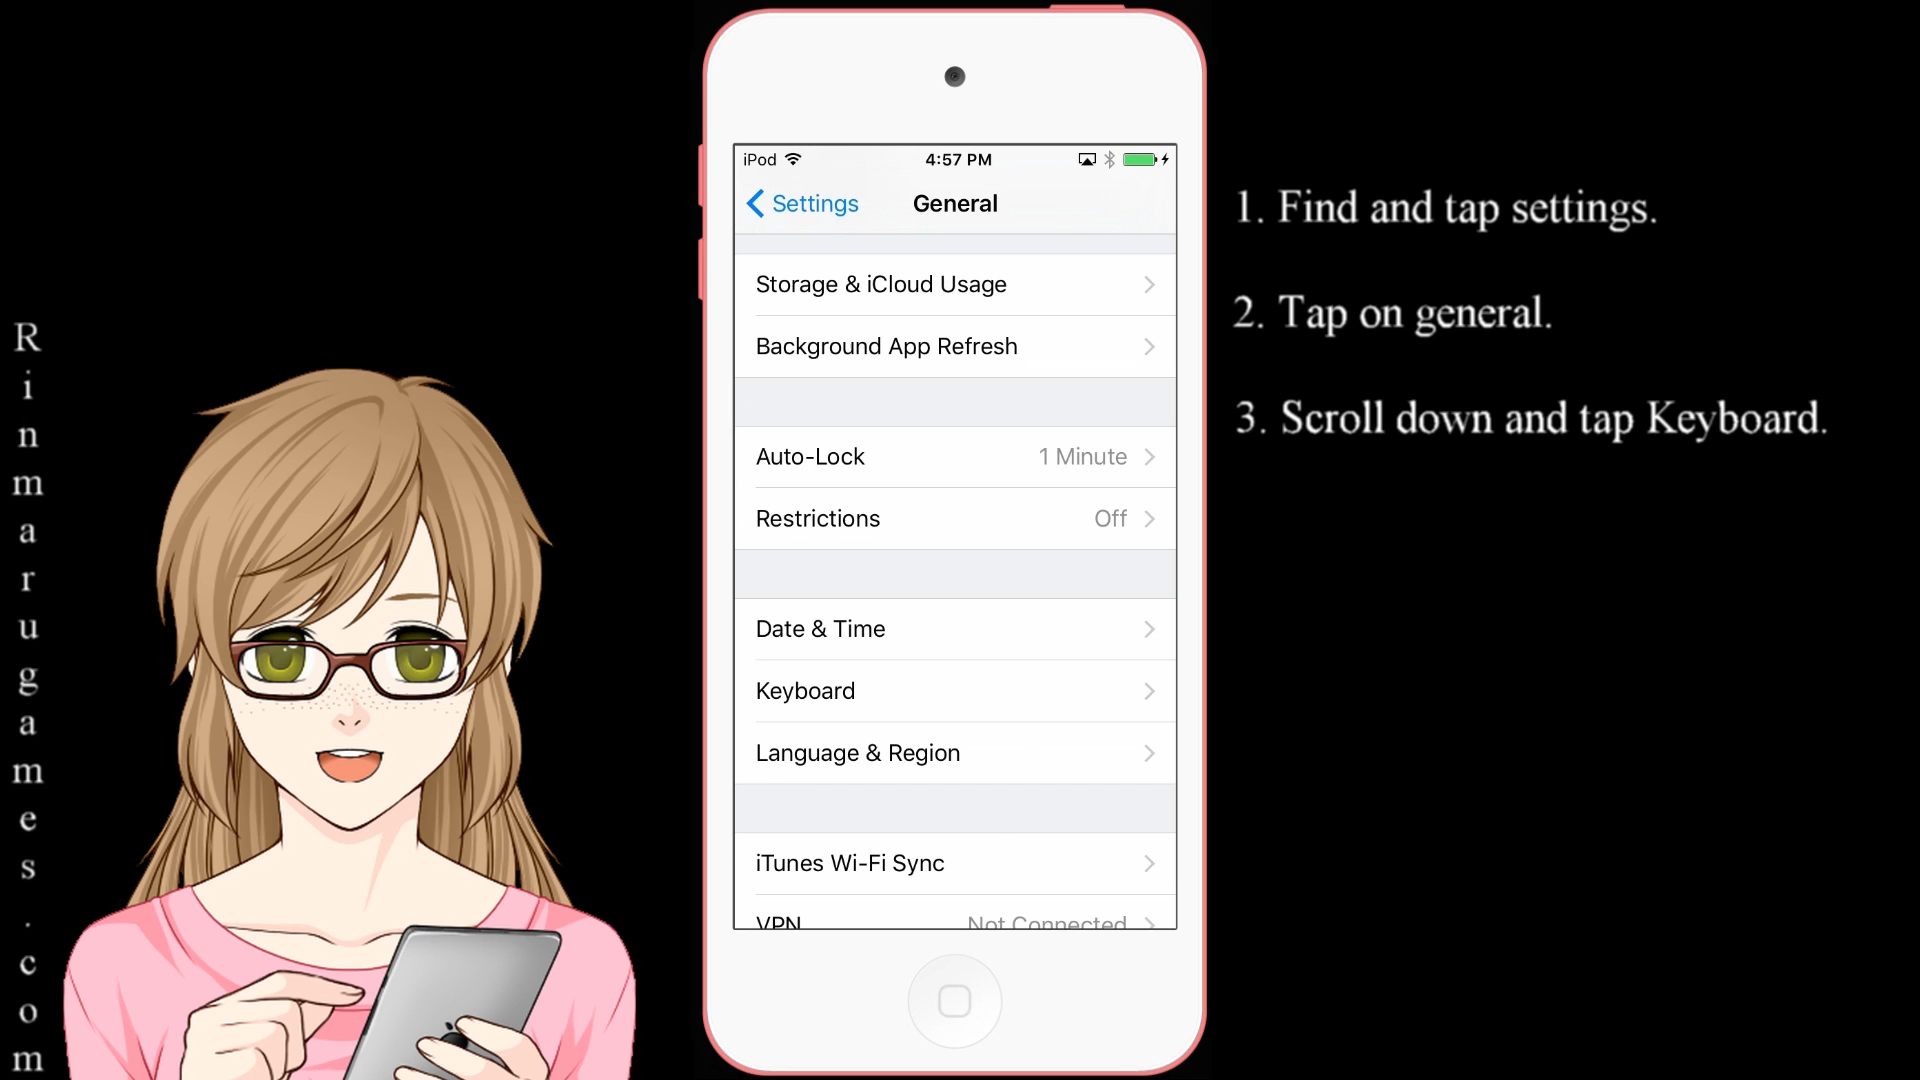 Rinmarugames.com
iPod
4:57 PM
Settings
General
Storage & iCloud Usage
Background App Refresh
Auto-Lock 1 Minute
Restrictions Off
Date & Time
Keyboard
Language & Region
iTunes Wi-Fi Sync
VPN Not Connected
1. Find and tap settings.
2. Tap on general.
3. Scroll down and tap Keyboard.